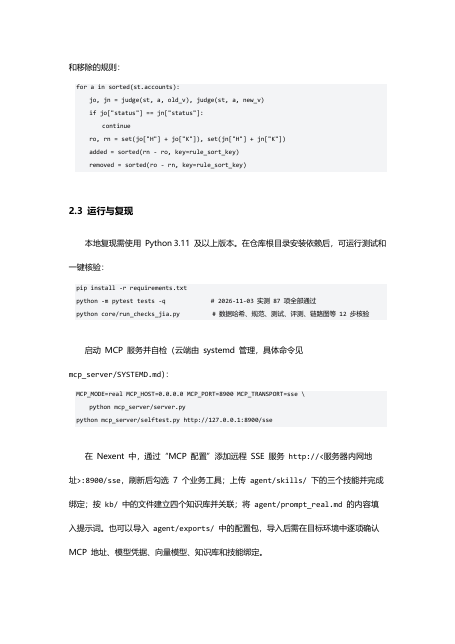 和移除的规则：
for a in sorted(st.accounts):
    jo, jn = judge(st, a, old_v), judge(st, a, new_v)
    if jo["status"] == jn["status"]:
        continue
    ro, rn = set(jo["H"] + jo["K"]), set(jn["H"] + jn["K"])
    added = sorted(rn - ro, key=rule_sort_key)
    removed = sorted(ro - rn, key=rule_sort_key)
2.3 运行与复现
本地复现需使用 Python 3.11 及以上版本。在仓库根目录安装依赖后，可运行测试和
一键核验：
pip install -r requirements.txt
python -m pytest tests -q # 2026-11-03 实测 87 项全部通过
python core/run_checks_jia.py # 数据哈希、规范、测试、评测、链路图等 12 步核验
启动 MCP 服务并自检（云端由 systemd 管理，具体命令见
mcp_server/SYSTEMD.md）：
MCP_MODE=real MCP_HOST=0.0.0.0 MCP_PORT=8900 MCP_TRANSPORT=sse \
    python mcp_server/server.py
python mcp_server/selftest.py http://127.0.0.1:8900/sse
在 Nexent 中，通过“MCP 配置”添加远程 SSE 服务 http://<服务器内网地
址>:8900/sse，刷新后勾选 7 个业务工具；上传 agent/skills/ 下的三个技能并完成
绑定；按 kb/ 中的文件建立四个知识库并关联；将 agent/prompt_real.md 的内容填
入提示词。也可以导入 agent/exports/ 中的配置包，导入后需在目标环境中逐项确认
MCP 地址、模型凭据、向量模型、知识库和技能绑定。